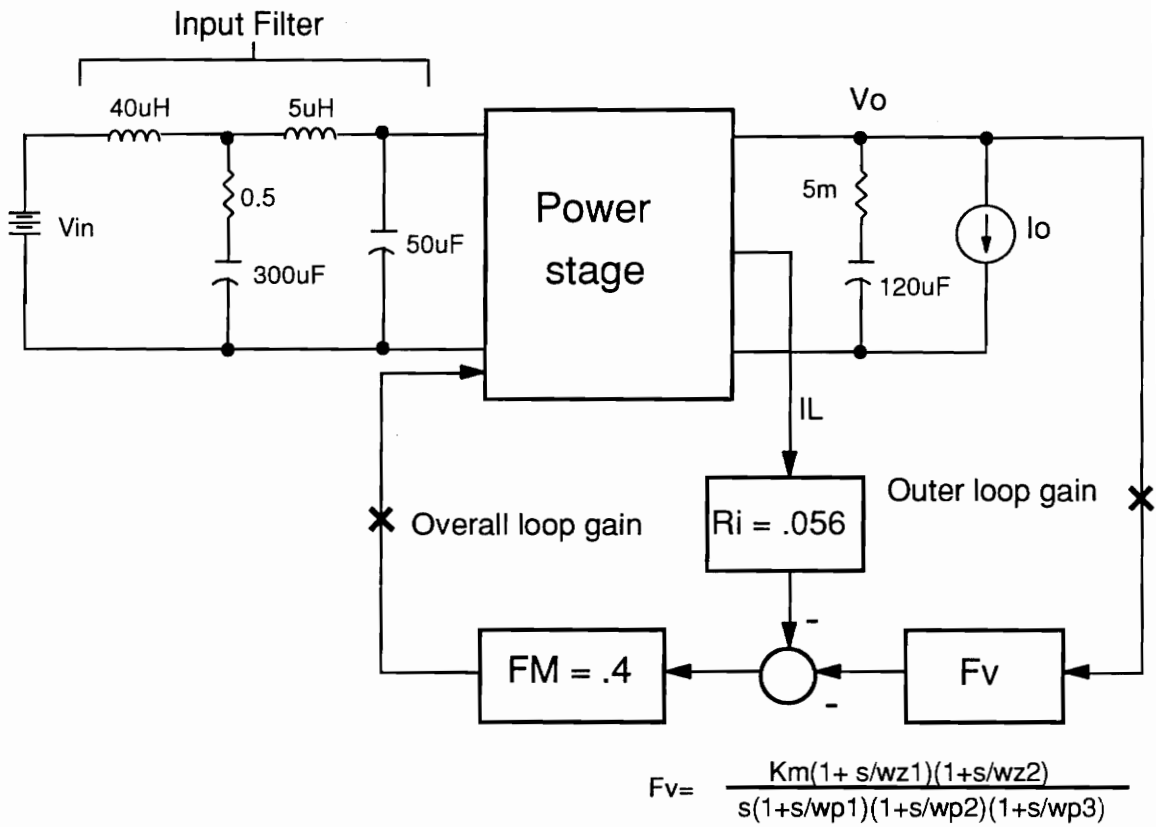 Input Filter
40uH
5uH
Vo
0.5
5m
Vin
Power
stage
Io
50uF
300uF
120uF
IL
Outer loop gain
Ri = .056
Overall loop gain
-
FM = .4
Fv
-
Fv= Km(1+ s/wz1)(1+s/wz2)
s(1+s/wp1)(1+s/wp2)(1+s/wp3)